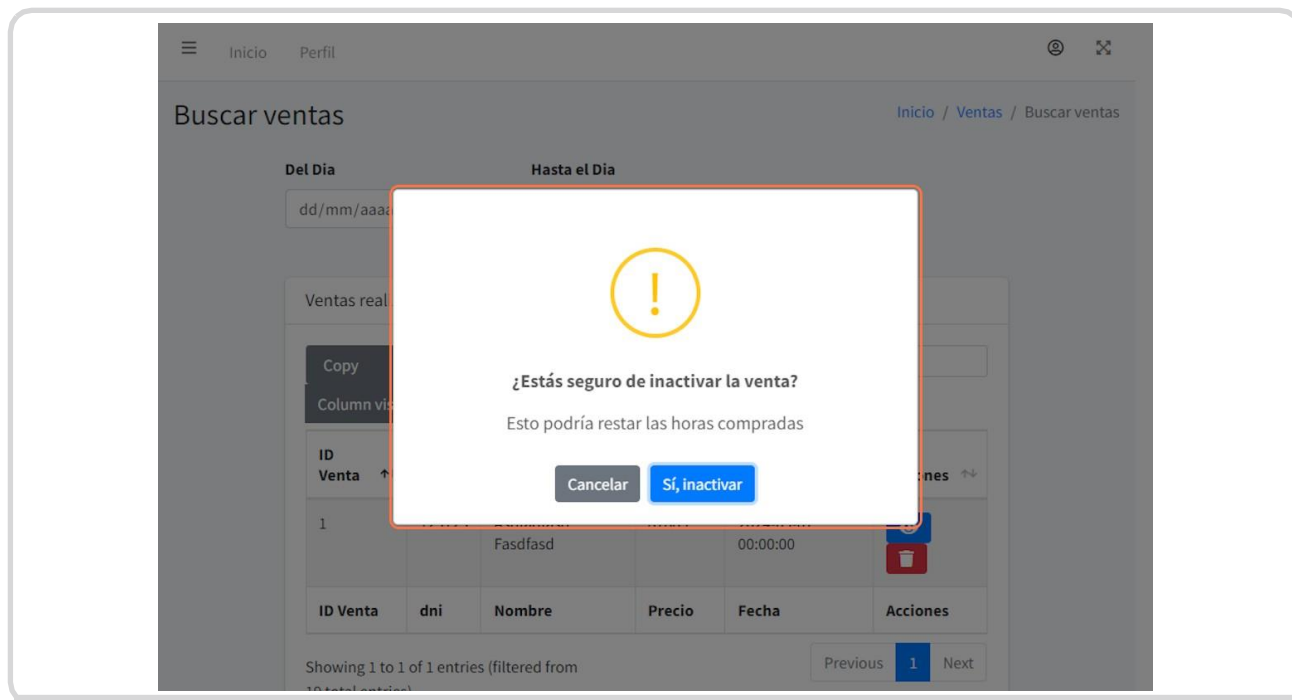 Inicio Perfil
Buscar ventas
Inicio / Ventas / Buscar ventas
Del Dia Hasta el Dia
dd/mm/aaaa
Ventas real
Copy
Column vis
¿Estás seguro de inactivar la venta?
Esto podría restar las horas compradas
Cancelar Sí, inactivar
ID
Venta
1
Fasdfasd 00:00:00
ID Venta dni Nombre Precio Fecha Acciones
Showing 1 to 1 of 1 entries (filtered from
Previous 1 Next